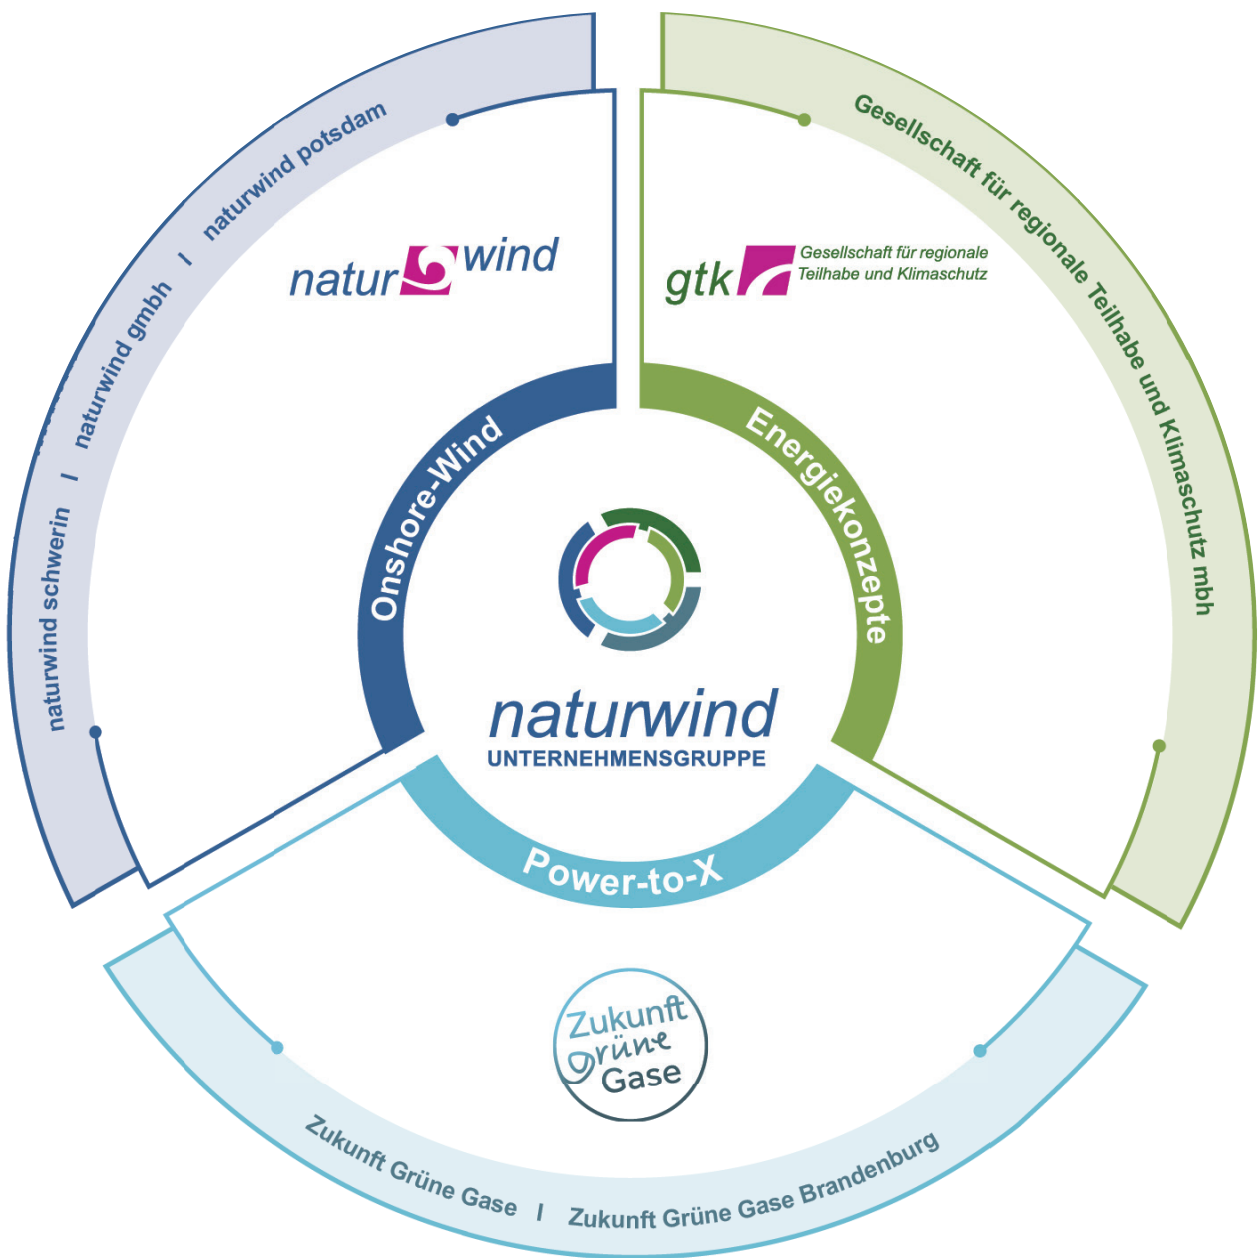 naturwind schwerin I naturwind gmbh I naturwind potsdam
Gesellschaft für regionale Teilhabe und Klimaschutz mbh
natur wind
gtk Gesellschaft für regionale
Teilhabe und Klimaschutz
Onshore-Wind
Energiekonzepte
naturwind
UNTERNEHMENSGRUPPE
Power-to-X
Zukunft
Grüne
Gase
Zukunft Grüne Gase I Zukunft Grüne Gase Brandenburg